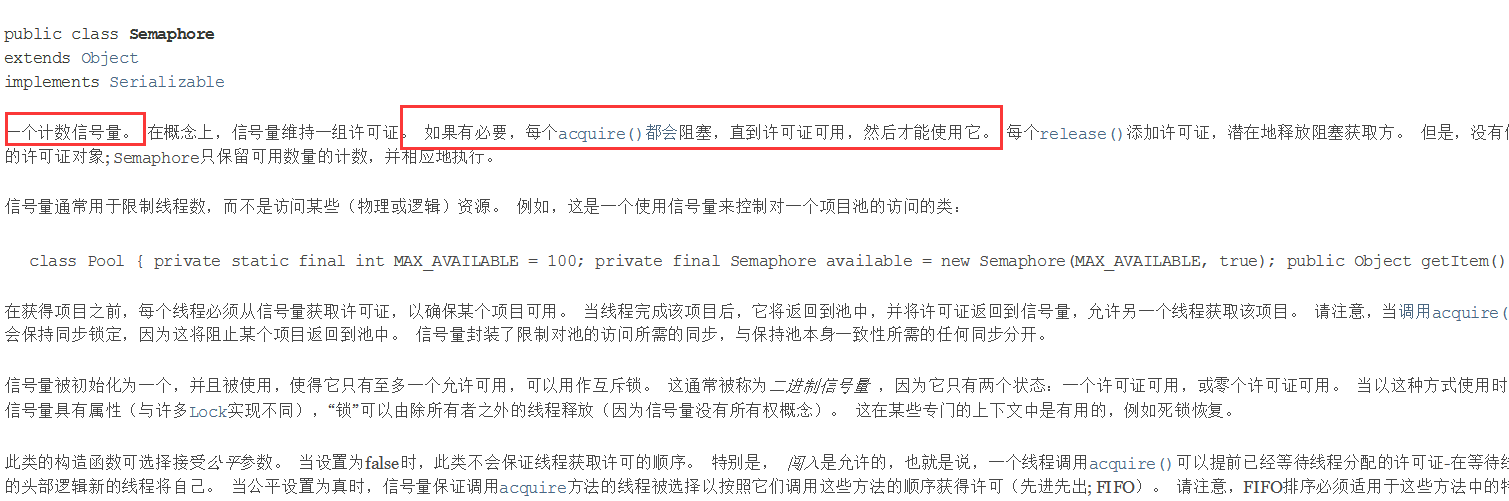 public class Semaphore
extends Object
implements Serializable
一个计数信号量。 在概念上，信号量维持一组许可证。 如果有必要，每个acquire()都会阻塞，直到许可证可用，然后才能使用它。 每个release()添加许可证，潜在地释放阻塞获取方。 但是，没有
的许可证对象; Semaphore只保留可用数量的计数，并相应地执行。
信号量通常用于限制线程数，而不是访问某些（物理或逻辑）资源。 例如，这是一个使用信号量来控制对一个项目池的访问的类：
class Pool { private static final int MAX_AVAILABLE = 100; private final Semaphore available = new Semaphore(MAX_AVAILABLE, true); public Object getItem()
在获得项目之前，每个线程必须从信号量获取许可证，以确保某个项目可用。 当线程完成该项目后，它将返回到池中，并将许可证返回到信号量，允许另一个线程获取该项目。 请注意，当调用acquire(
会保持同步锁定，因为这将阻止某个项目返回到池中。 信号量封装了限制对池的访问所需的同步，与保持池本身一致性所需的任何同步分开。
信号量被初始化为一个，并且被使用，使得它只有至多一个允许可用，可以用作互斥锁。 这通常被称为二进制信号量 ，因为它只有两个状态：一个许可证可用，或零个许可证可用。 当以这种方式使用时
信号量具有属性（与许多Lock实现不同），“锁”可以由除所有者之外的线程释放（因为信号量没有所有权概念）。 这在某些专门的上下文中是有用的，例如死锁恢复。
此类的构造函数可选择接受公平参数。 当设置为false时，此类不会保证线程获取许可的顺序。 特别是， 闯入是允许的，也就是说，一个线程调用acquire()可以提前已经等待线程分配的许可证-在等待线
的头部逻辑新的线程将自己。 当公平设置为真时，信号量保证调用acquire方法的线程被选择以按照它们调用这些方法的顺序获得许可（先进先出; FIFO）。 请注意，FIFO排序必须适用于这些方法中的